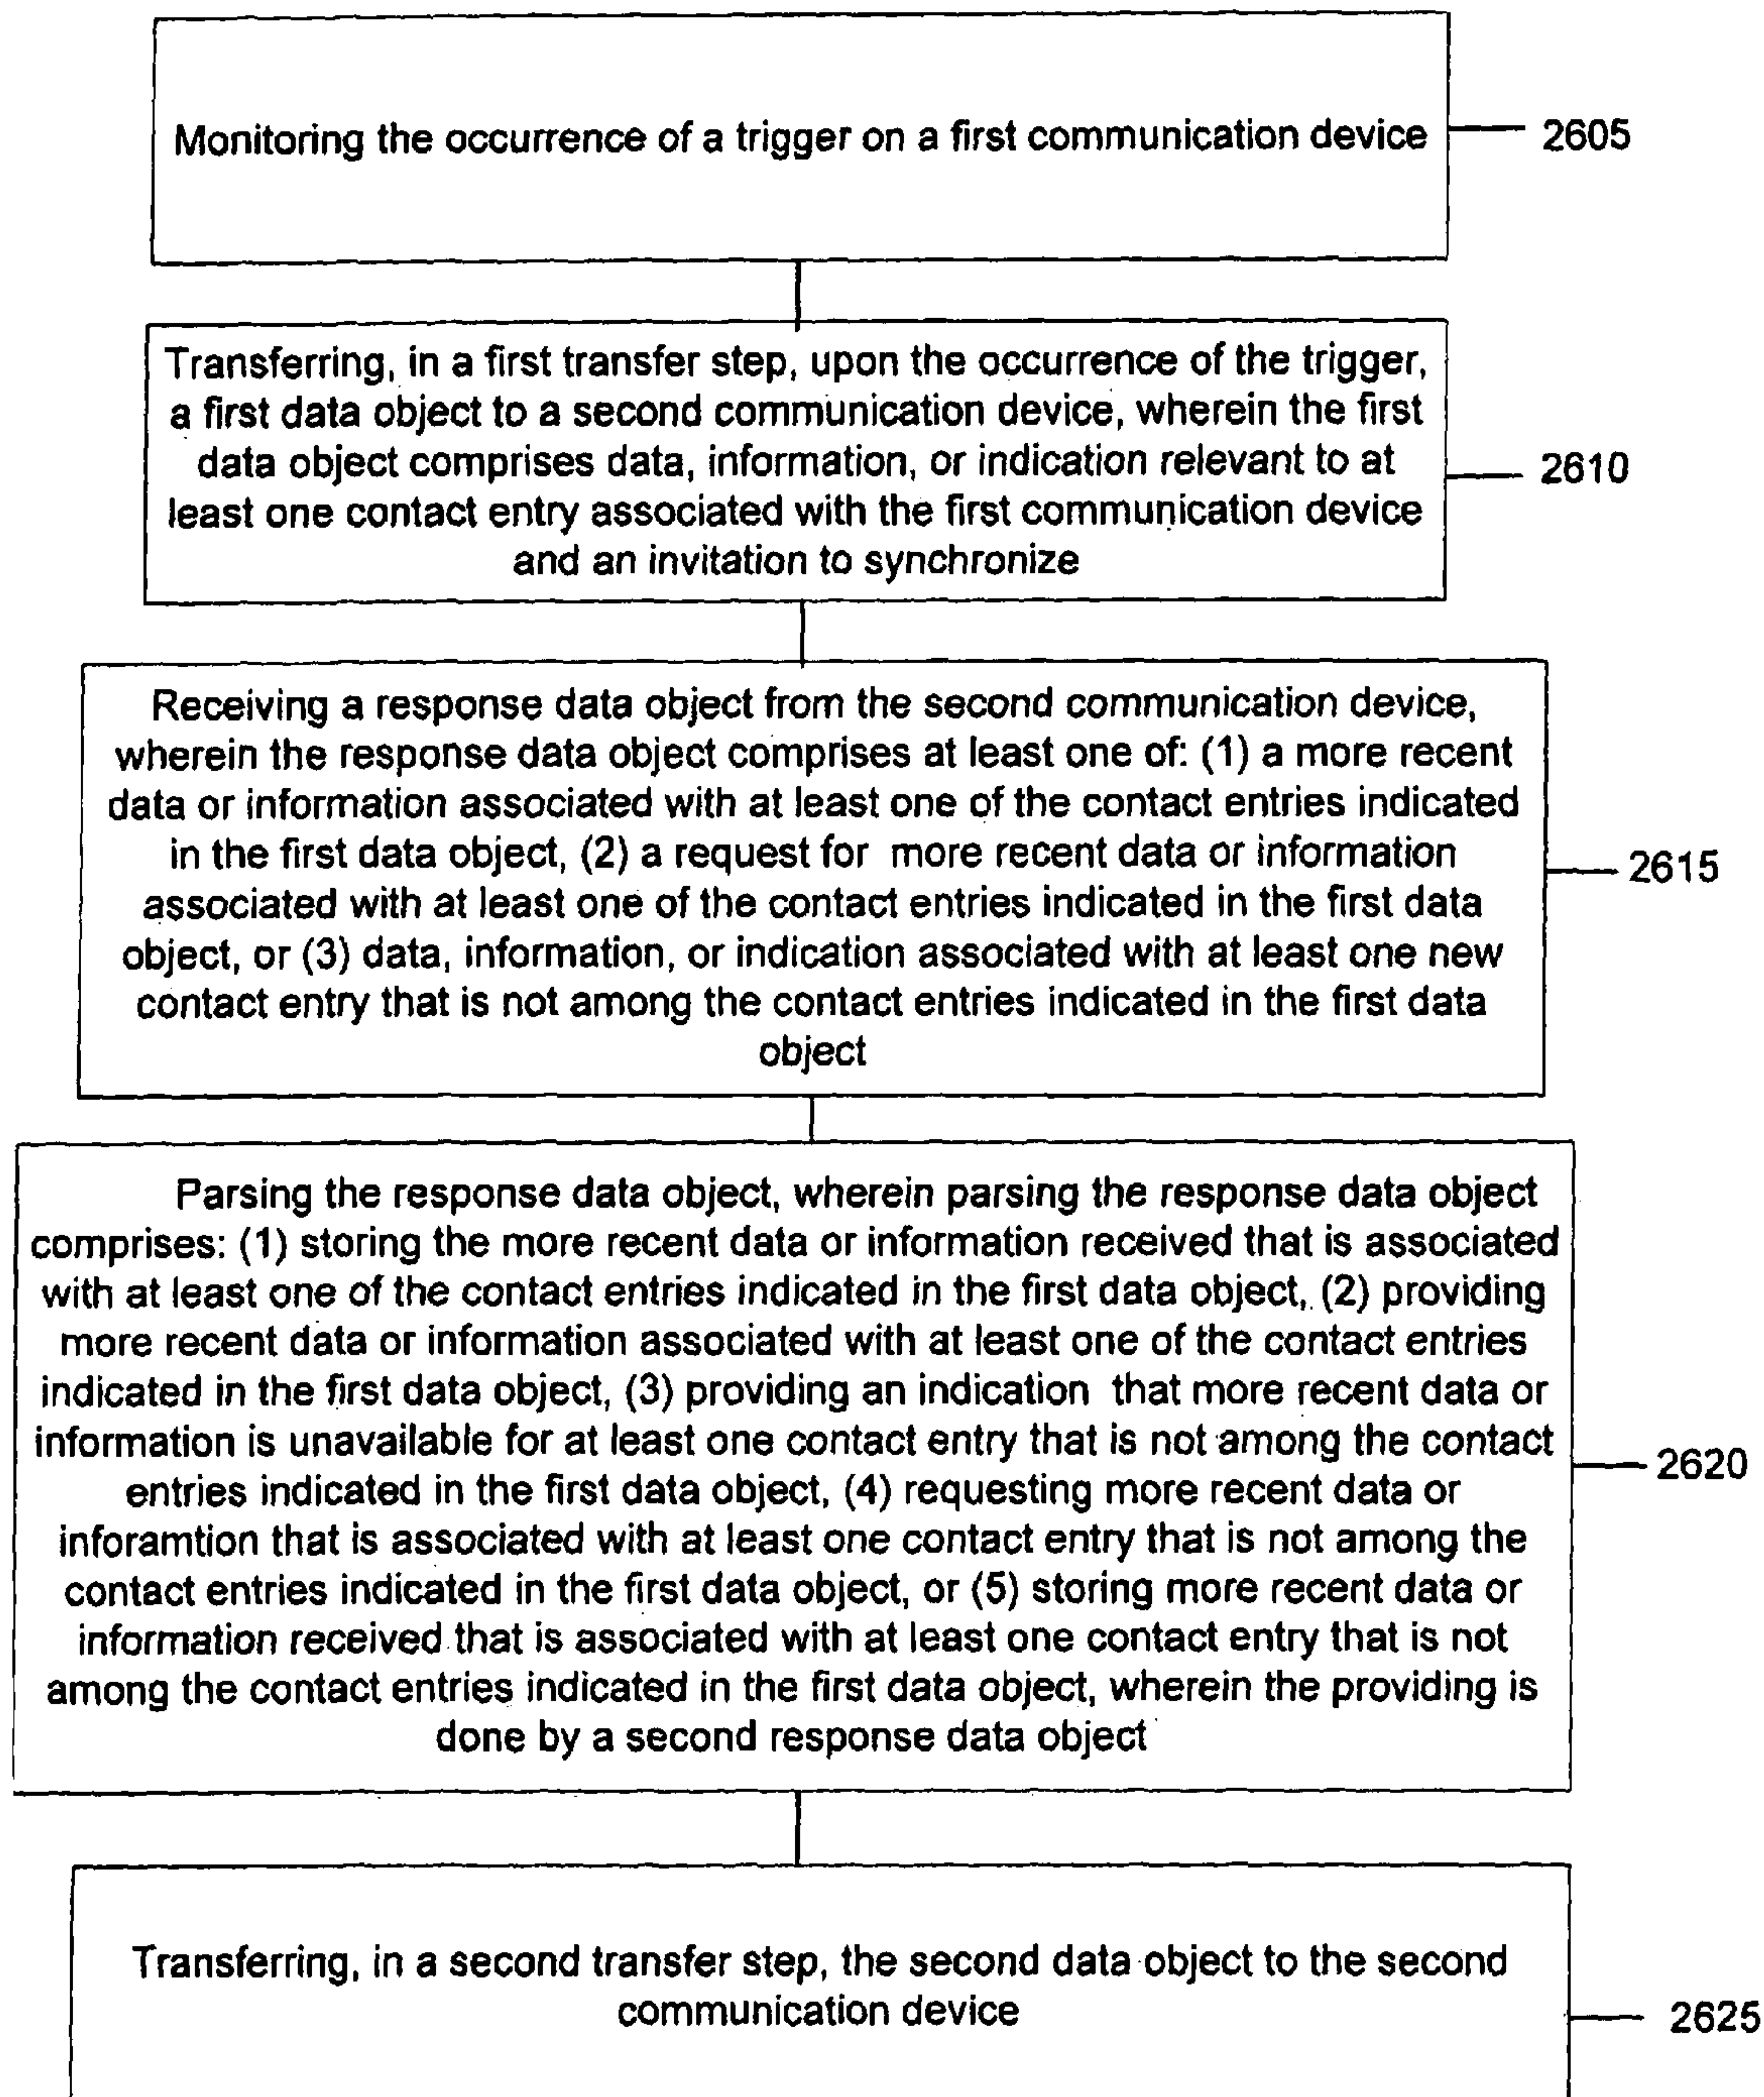 Monitoring the occurrence of a trigger on a first communication device
2605
Transferring, in a first transfer step, upon the occurrence of the trigger,
a first data object to a second communication device, wherein the first
data object comprises data, information, or indication relevant to at
least one contact entry associated with the first communication device
and an invitation to synchronize
2610
Receiving a response data object from the second communication device,
wherein the response data object comprises at least one of: (1) a more recent
data or information associated with at least one of the contact entries indicated
in the first data object, (2) a request for more recent data or information
associated with at least one of the contact entries indicated in the first data
object, or (3) data, information, or indication associated with at least one new
contact entry that is not among the contact entries indicated in the first data
object
2615
Parsing the response data object, wherein parsing the response data object
comprises: (1) storing the more recent data or information received that is associated
with at least one of the contact entries indicated in the first data object, (2) providing
more recent data or information associated with at least one of the contact entries
indicated in the first data object, (3) providing an indication that more recent data or
information is unavailable for at least one contact entry that is not among the contact
entries indicated in the first data object, (4) requesting more recent data or
inforamtion that is associated with at least one contact entry that is not among the
contact entries indicated in the first data object, or (5) storing more recent data or
information received that is associated with at least one contact entry that is not
among the contact entries indicated in the first data object, wherein the providing is
done by a second response data object
2620
Transferring, in a second transfer step, the second data object to the second
communication device
2625